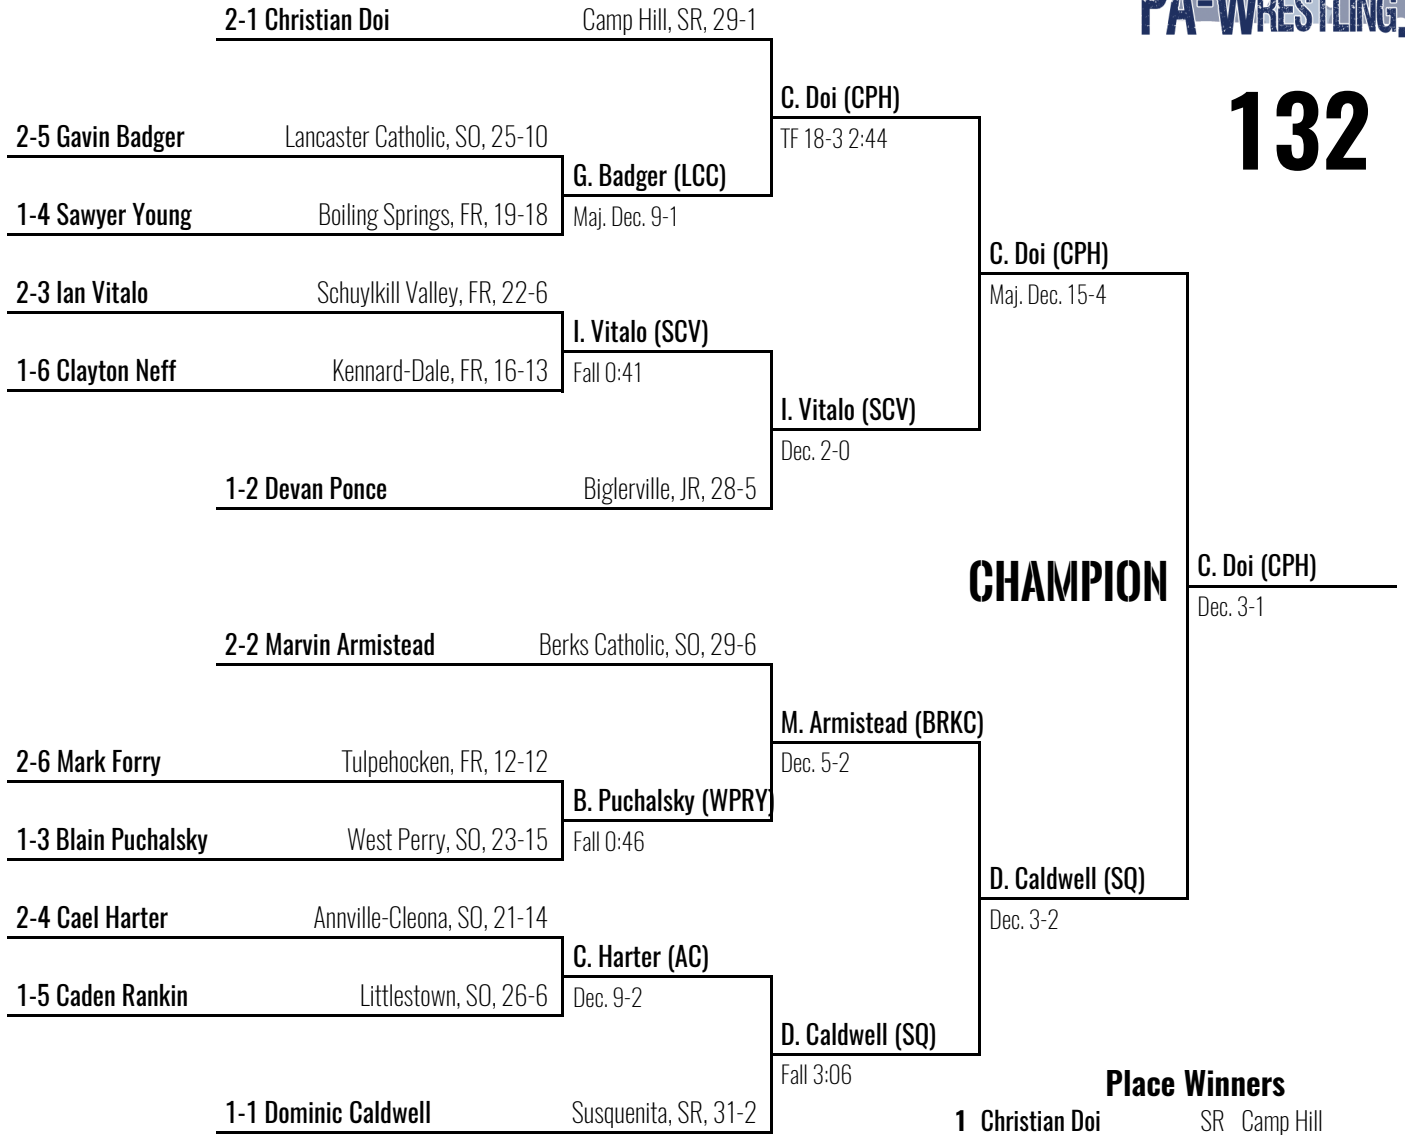 2-1 Christian Doi Camp Hill, SR, 29-1
PA-WRESTLING.
C. Doi (CPH)
132
2-5 Gavin Badger Lancaster Catholic, SO, 25-10
TF 18-3 2:44
G. Badger (LCC)
1-4 Sawyer Young Boiling Springs, FR, 19-18
Maj. Dec. 9-1
C. Doi (CPH)
2-3 Ian Vitalo Schuylkill Valley, FR, 22-6
Maj. Dec. 15-4
I. Vitalo (SCV)
1-6 Clayton Neff Kennard-Dale, FR, 16-13
Fall 0:41
I. Vitalo (SCV)
Dec. 2-0
1-2 Devan Ponce Biglerville, JR, 28-5
CHAMPION
C. Doi (CPH)
Dec. 3-1
2-2 Marvin Armistead Berks Catholic, SO, 29-6
M. Armistead (BRKC)
2-6 Mark Forry Tulpehocken, FR, 12-12
Dec. 5-2
B. Puchalsky (WPRY)
1-3 Blain Puchalsky West Perry, SO, 23-15
Fall 0:46
D. Caldwell (SQ)
2-4 Cael Harter Annville-Cleona, SO, 21-14
Dec. 3-2
C. Harter (AC)
1-5 Caden Rankin Littlestown, SO, 26-6
Dec. 9-2
D. Caldwell (SQ)
Fall 3:06
Place Winners
1-1 Dominic Caldwell Susquenita, SR, 31-2
1 Christian Doi SR Camp Hill